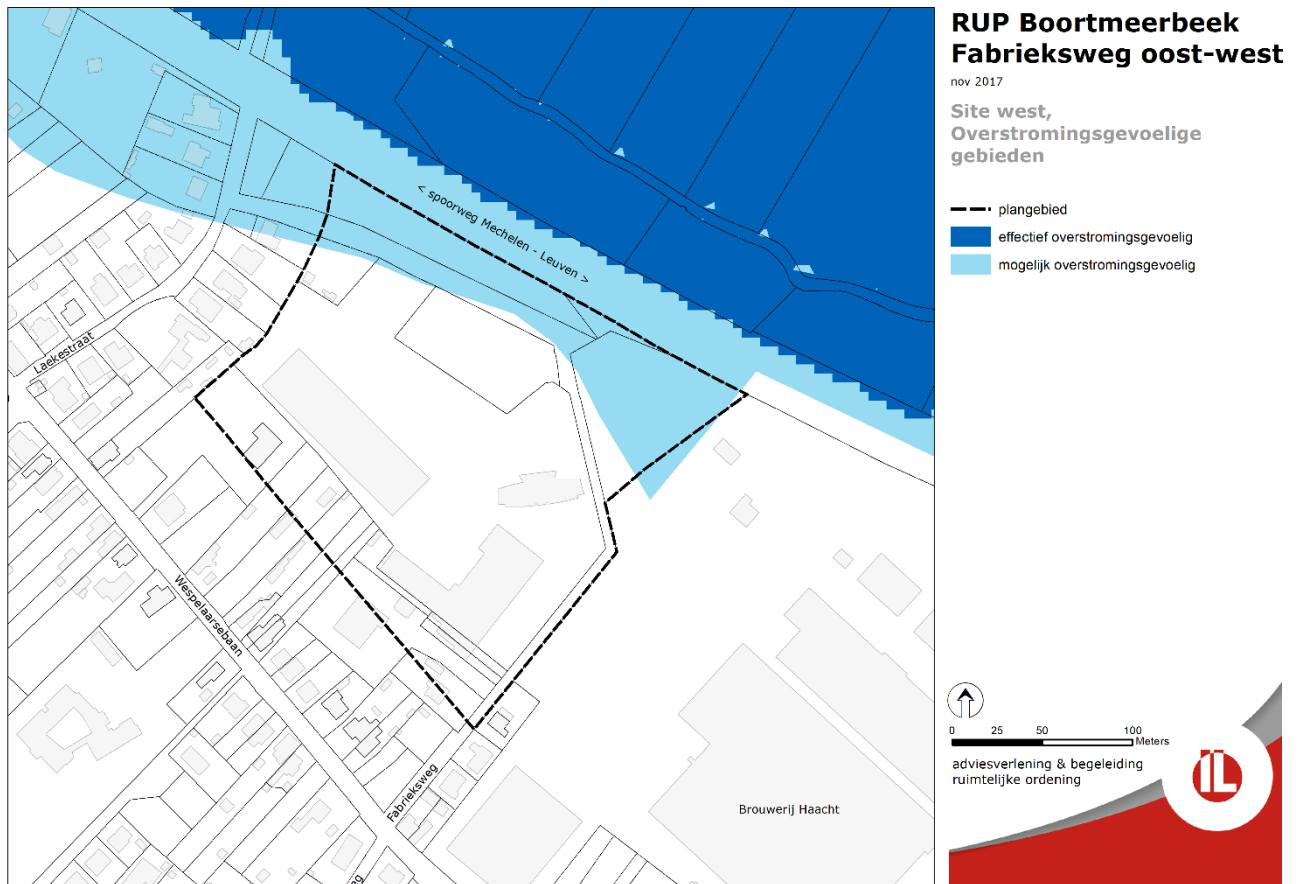 RUP Boortmeerbeek
Fabrieksweg oost-west
nov 2017
Site west,
Overstromingsgevoelige
gebieden
plangebied
effectief overstromingsgevoelig
mogelijk overstromingsgevoelig
< spoorweg Mechelen - Leuven >
Laekestraat
Wespelaarsebaan
Fabrieksweg
Brouwerij Haacht
0 25 50 100
Meters
adviesverlening & begeleiding
ruimtelijke ordening
IL